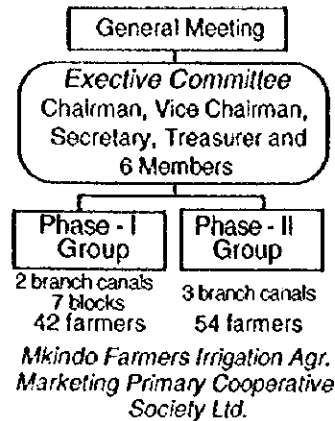 General Meeting
Exective Committee
Chairman, Vice Chairman,
Secretary, Treasurer and
6 Members
Phase - I
Group
2 branch canals
7 blocks
42 farmers
Phase - II
Group
3 branch canals
54 farmers
Mkindo Farmers Irrigation Agr.
Marketing Primary Cooperative
Society Ltd.